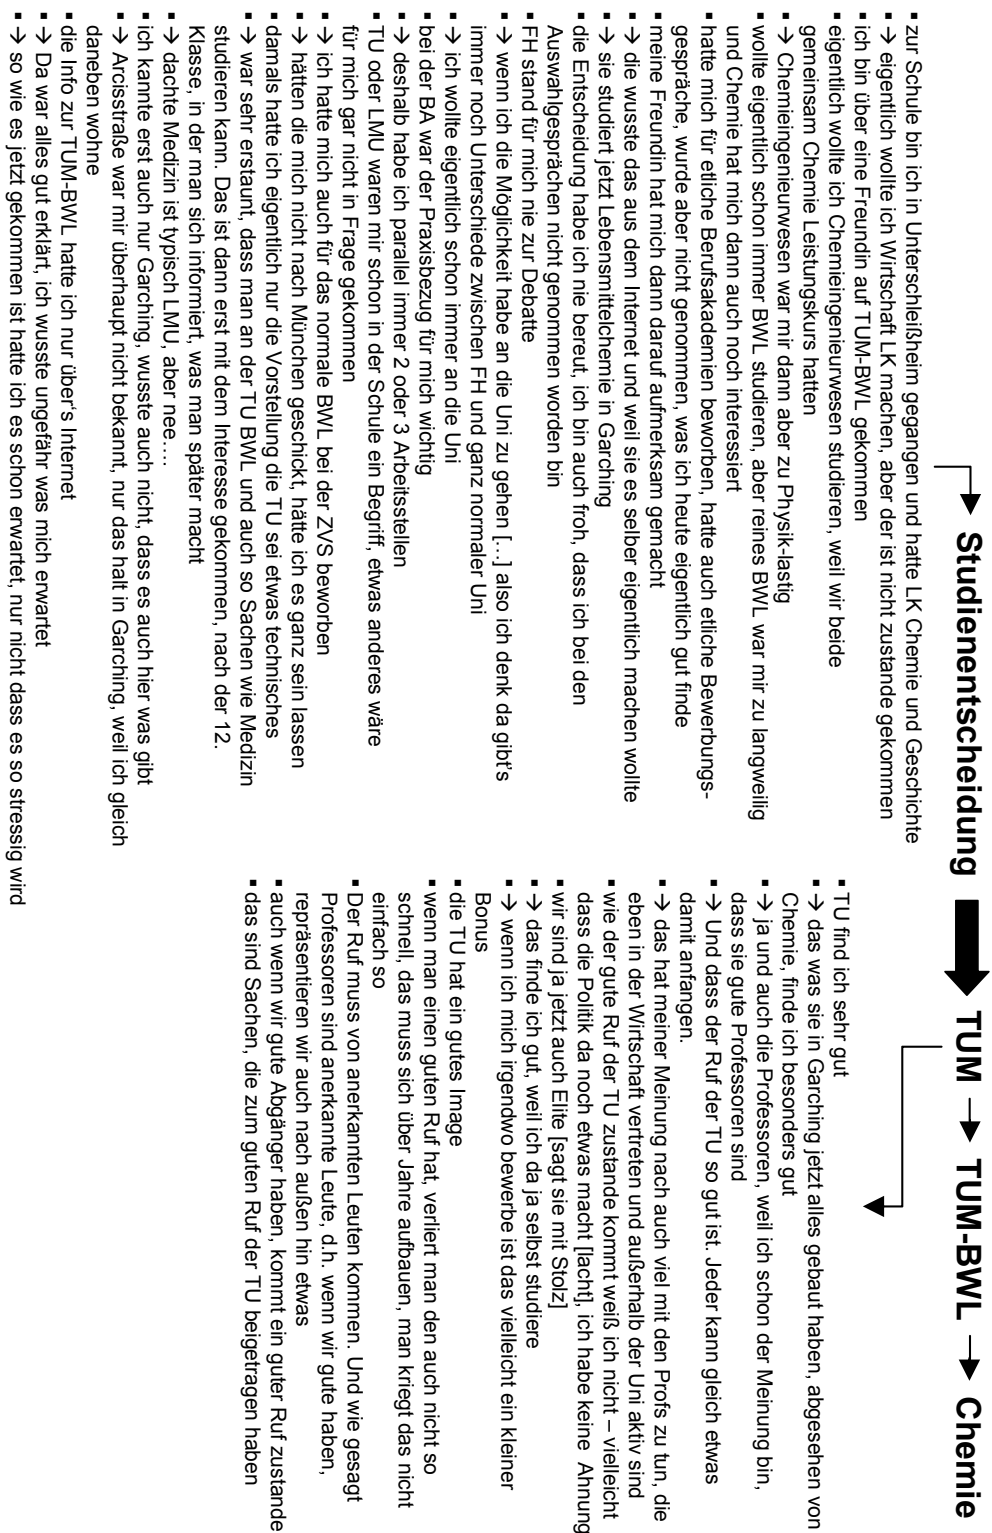 Studienentscheidung → TUM → TUM-BWL → Chemie
▪ zur Schule bin ich in Unterschleißheim gegangen und hatte LK Chemie und Geschichte
▪ → eigentlich wollte ich Wirtschaft LK machen, aber der ist nicht zustande gekommen
▪ ich bin über eine Freundin auf TUM-BWL gekommen
▪ eigentlich wollte ich Chemieingenieurwesen studieren, weil wir beide
gemeinsam Chemie Leistungskurs hatten
▪ → Chemieingenieurwesen war mir dann aber zu Physik-lastig
▪ wollte eigentlich schon immer BWL studieren, aber reines BWL war mir zu langweilig
und Chemie hat mich dann auch noch interessiert
▪ hatte mich für etliche Berufsakademien beworben, hatte auch etliche Bewerbungs-
gespräche, wurde aber nicht genommen, was ich heute eigentlich gut finde
▪ meine Freundin hat mich dann darauf aufmerksam gemacht
▪ → die wusste das aus dem Internet und weil sie es selber eigentlich machen wollte
▪ → sie studiert jetzt Lebensmittelchemie in Garching
▪ die Entscheidung habe ich nie bereut, ich bin auch froh, dass ich bei den
Auswahlgesprächen nicht genommen worden bin
▪ FH stand für mich nie zur Debatte
▪ → wenn ich die Möglichkeit habe an die Uni zu gehen […] also ich denk da gibt's
immer noch Unterschiede zwischen FH und ganz normaler Uni
▪ → ich wollte eigentlich schon immer an die Uni
▪ bei der BA war der Praxisbezug für mich wichtig
▪ → deshalb habe ich parallel immer 2 oder 3 Arbeitsstellen
▪ TU oder LMU waren mir schon in der Schule ein Begriff, etwas anderes wäre
für mich gar nicht in Frage gekommen
▪ → ich hatte mich auch für das normale BWL bei der ZVS beworben
▪ → hätten die mich nicht nach München geschickt, hätte ich es ganz sein lassen
▪ damals hatte ich eigentlich nur die Vorstellung die TU sei etwas technisches
▪ → war sehr erstaunt, dass man an der TU BWL und auch so Sachen wie Medizin
studieren kann. Das ist dann erst mit dem Interesse gekommen, nach der 12.
Klasse, in der man sich informiert, was man später macht
▪ → dachte Medizin ist typisch LMU, aber nee….
▪ ich kannte erst auch nur Garching, wusste auch nicht, dass es auch hier was gibt
▪ → Arcisstraße war mir überhaupt nicht bekannt, nur das halt in Garching, weil ich gleich
daneben wohne
▪ die Info zur TUM-BWL hatte ich nur über's Internet
▪ → Da war alles gut erklärt, ich wusste ungefähr was mich erwartet
▪ → so wie es jetzt gekommen ist hatte ich es schon erwartet, nur nicht dass es so stressig wird
▪ TU find ich sehr gut
▪ → das was sie in Garching jetzt alles gebaut haben, abgesehen von
Chemie, finde ich besonders gut
▪ → ja und auch die Professoren, weil ich schon der Meinung bin,
dass sie gute Professoren sind
▪ → Und dass der Ruf der TU so gut ist. Jeder kann gleich etwas
damit anfangen.
▪ → das hat meiner Meinung nach auch viel mit den Profs zu tun, die
eben in der Wirtschaft vertreten und außerhalb der Uni aktiv sind
▪ wie der gute Ruf der TU zustande kommt weiß ich nicht – vielleicht
dass die Politik da noch etwas macht [lacht], ich habe keine Ahnung
▪ wir sind ja jetzt auch Elite [sagt sie mit Stolz]
▪ → das finde ich gut, weil ich da ja selbst studiere
▪ → wenn ich mich irgendwo bewerbe ist das vielleicht ein kleiner
Bonus
▪ die TU hat ein gutes Image
▪ wenn man einen guten Ruf hat, verliert man den auch nicht so
schnell, das muss sich über Jahre aufbauen, man kriegt das nicht
einfach so
▪ Der Ruf muss von anerkannten Leuten kommen. Und wie gesagt
Professoren sind anerkannte Leute, d.h. wenn wir gute haben,
repräsentieren wir auch nach außen hin etwas
▪ auch wenn wir gute Abgänger haben, kommt ein guter Ruf zustande
▪ das sind Sachen, die zum guten Ruf der TU beigetragen haben